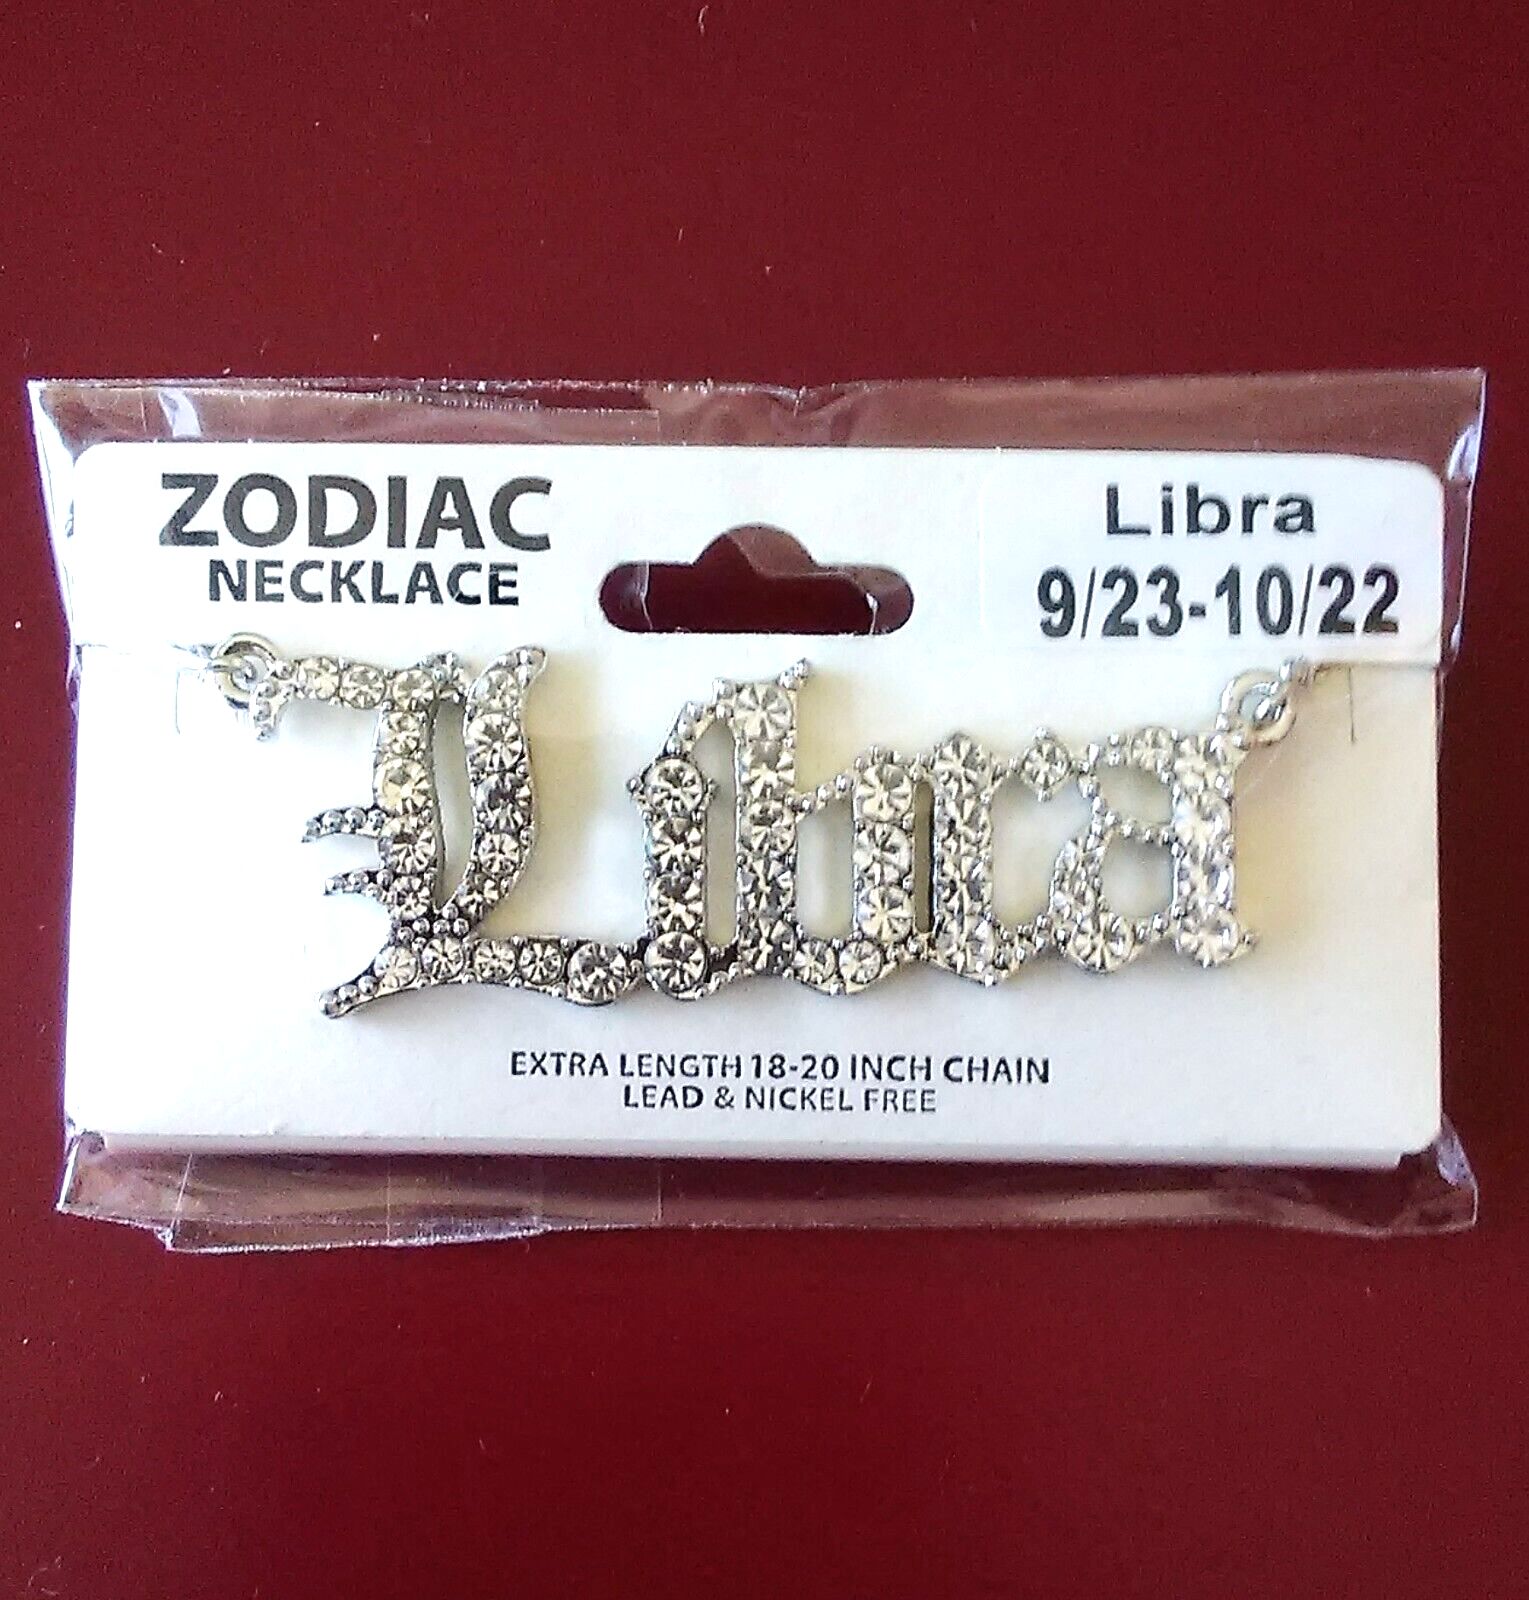 ZODIAC
NECKLACE
Libra
9/23-10/22
Libra
EXTRA LENGTH 18-20 INCH CHAIN
LEAD & NICKEL FREE